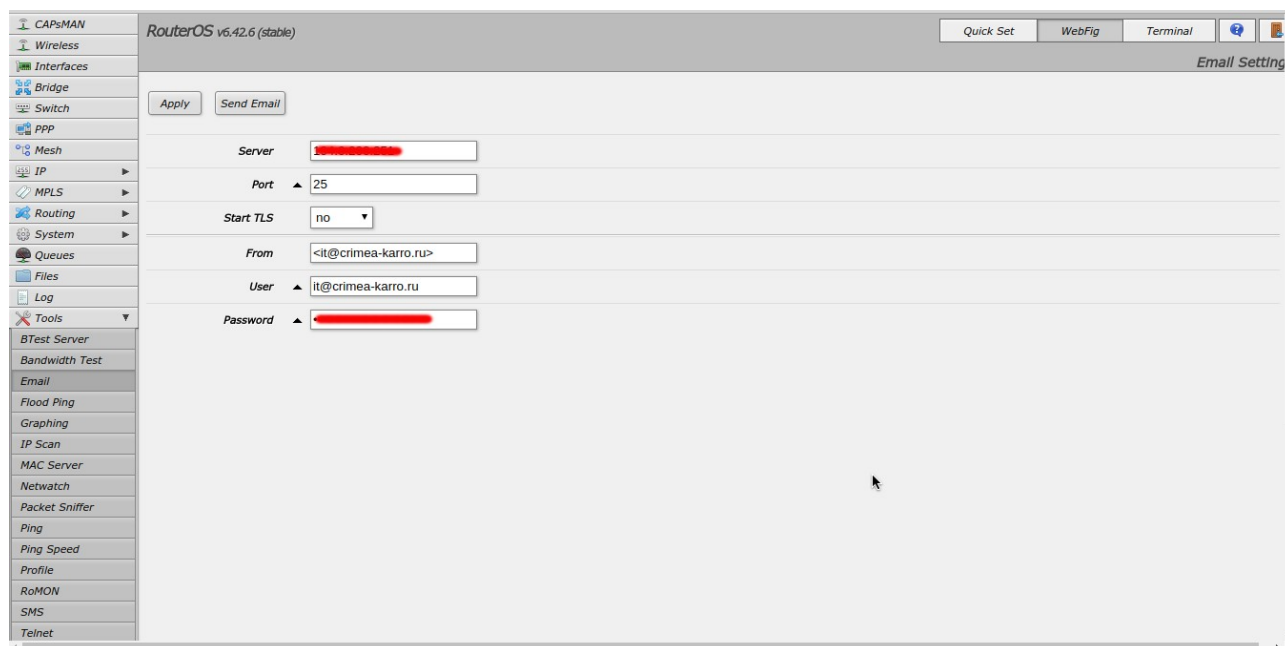 CAPsMAN
Wireless
Interfaces
Bridge
Switch
PPP
Mesh
IP
MPLS
Routing
System
Queues
Files
Log
Tools
BTest Server
Bandwidth Test
Email
Flood Ping
Graphing
IP Scan
MAC Server
Netwatch
Packet Sniffer
Ping
Ping Speed
Profile
RoMON
SMS
Telnet
RouterOS v6.42.6 (stable)
Quick Set WebFig Terminal
Email Setting
Apply Send Email
Server
Port 25
Start TLS no
From <it@crimea-karro.ru>
User it@crimea-karro.ru
Password